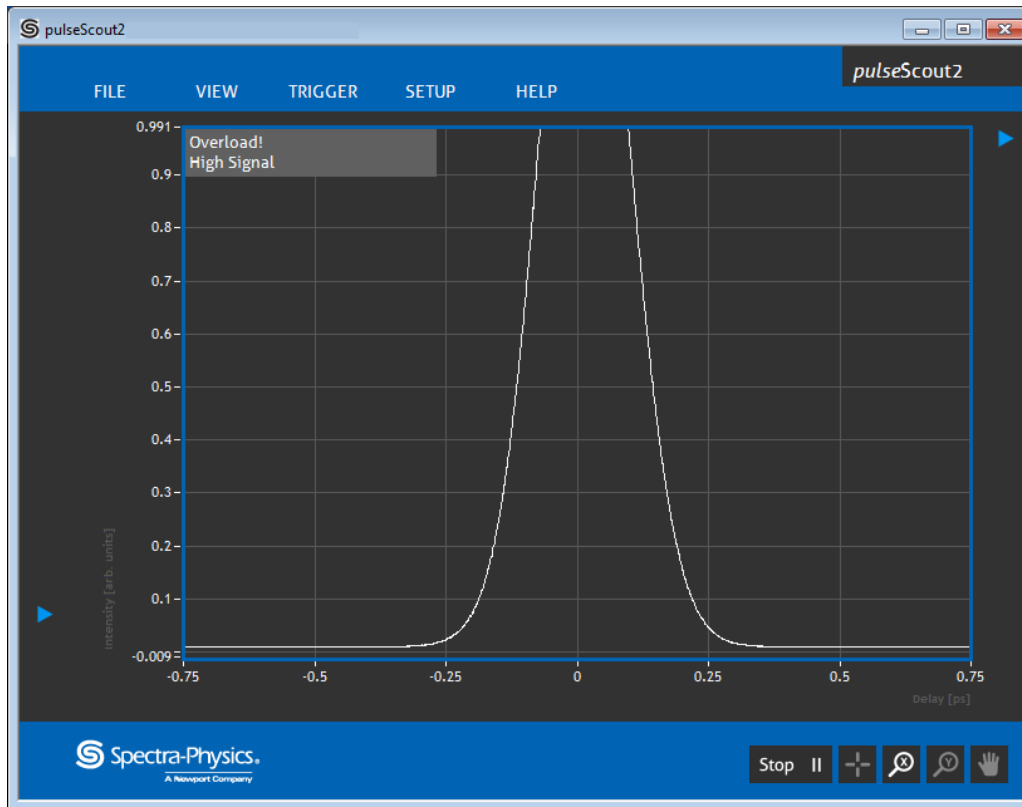 pulseScout2
pulseScout2
FILE VIEW TRIGGER SETUP HELP
Overload!
High Signal
0.991
0.9
0.8
0.7
0.6
0.5
0.4
0.3
0.2
0.1
-0.009
Intensity [arb. units]
-0.75 -0.5 -0.25 0 0.25 0.5 0.75
Delay [ps]
Spectra-Physics®
A Newport Company
Stop
X
Y